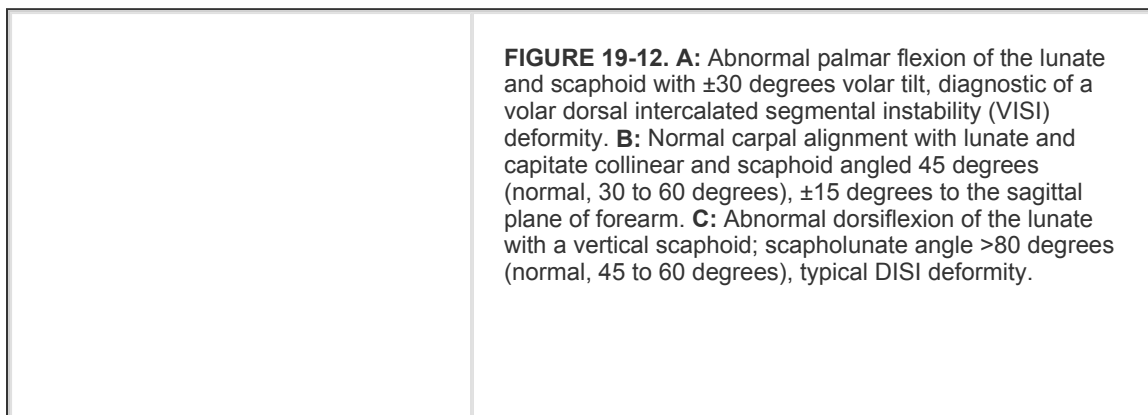 FIGURE 19-12. A: Abnormal palmar flexion of the lunate
and scaphoid with ±30 degrees volar tilt, diagnostic of a
volar dorsal intercalated segmental instability (VISI)
deformity. B: Normal carpal alignment with lunate and
capitate collinear and scaphoid angled 45 degrees
(normal, 30 to 60 degrees), ±15 degrees to the sagittal
plane of forearm. C: Abnormal dorsiflexion of the lunate
with a vertical scaphoid; scapholunate angle >80 degrees
(normal, 45 to 60 degrees), typical DISI deformity.